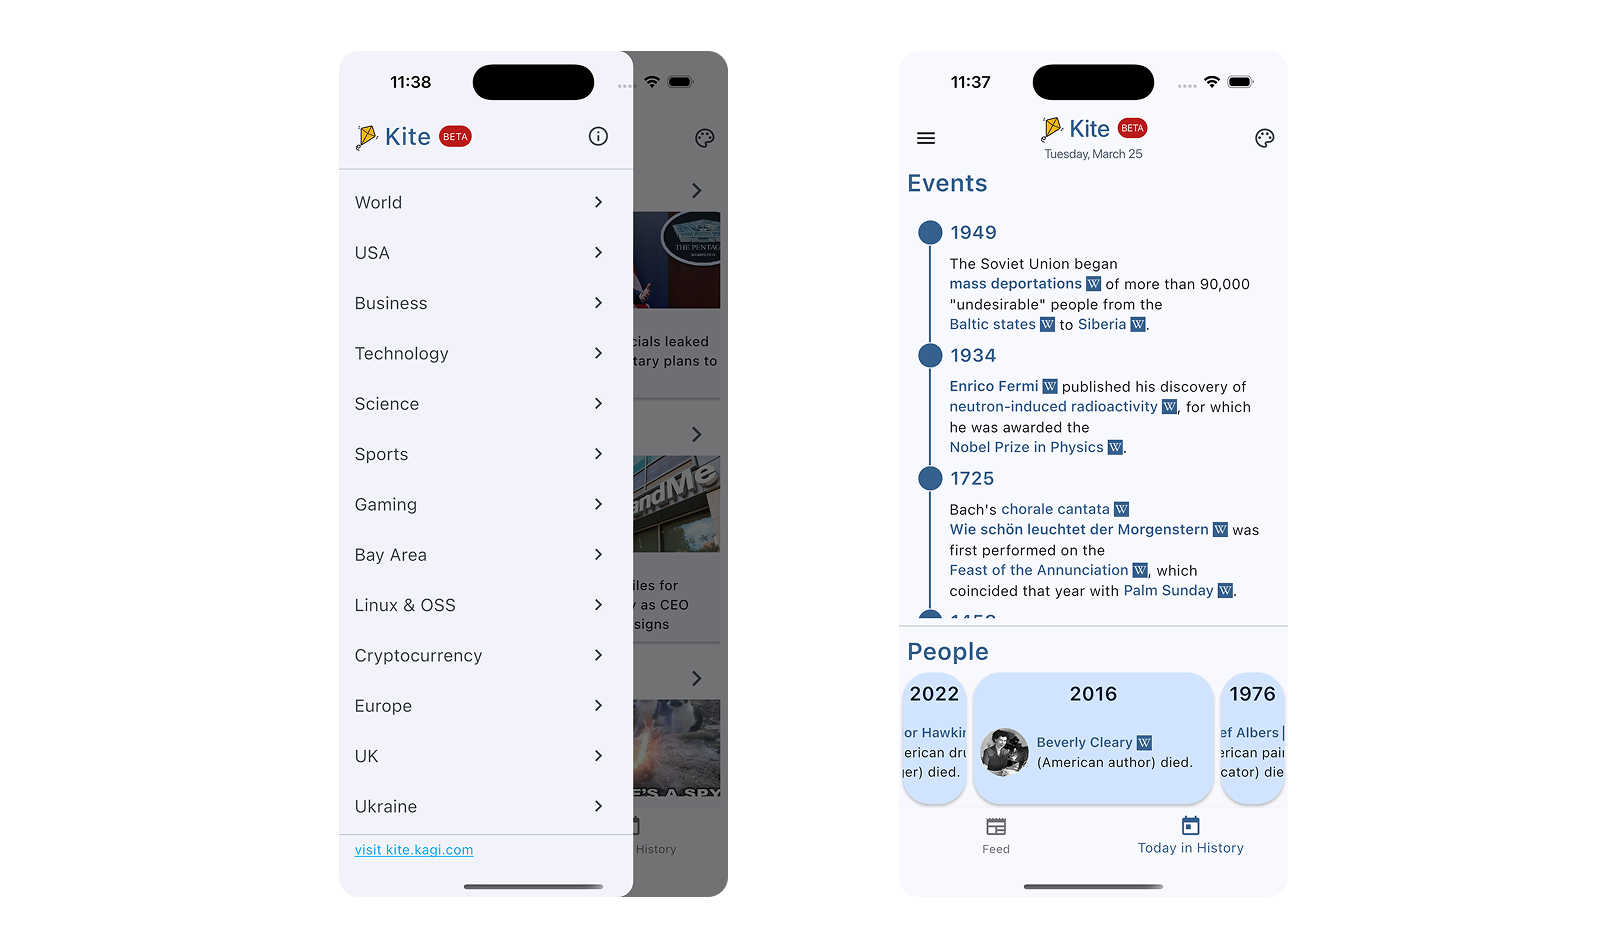 11:38
Kite BETA
World
USA
Business
Technology
Science
Sports
Gaming
Bay Area
Linux & OSS
Cryptocurrency
Europe
UK
Ukraine
visit kite.kagi.com
THE PENTAG
WASHINGTON
cials leaked
tary plans to
andMe
iles for
y as CEO
signs
E'S A SPY
History
11:37
Kite BETA
Tuesday, March 25
Events
1949
The Soviet Union began
mass deportations W of more than 90,000
"undesirable" people from the
Baltic states W to Siberia W.
1934
Enrico Fermi W published his discovery of
neutron-induced radioactivity W, for which
he was awarded the
Nobel Prize in Physics W.
1725
Bach's chorale cantata W
Wie schön leuchtet der Morgenstern W was
first performed on the
Feast of the Annunciation W, which
coincided that year with Palm Sunday W.
People
2022
or Hawkin
erican dru
er) died.
2016
Beverly Cleary W
(American author) died.
1976
ef Albers
erican pai
cator) die
Feed
Today in History